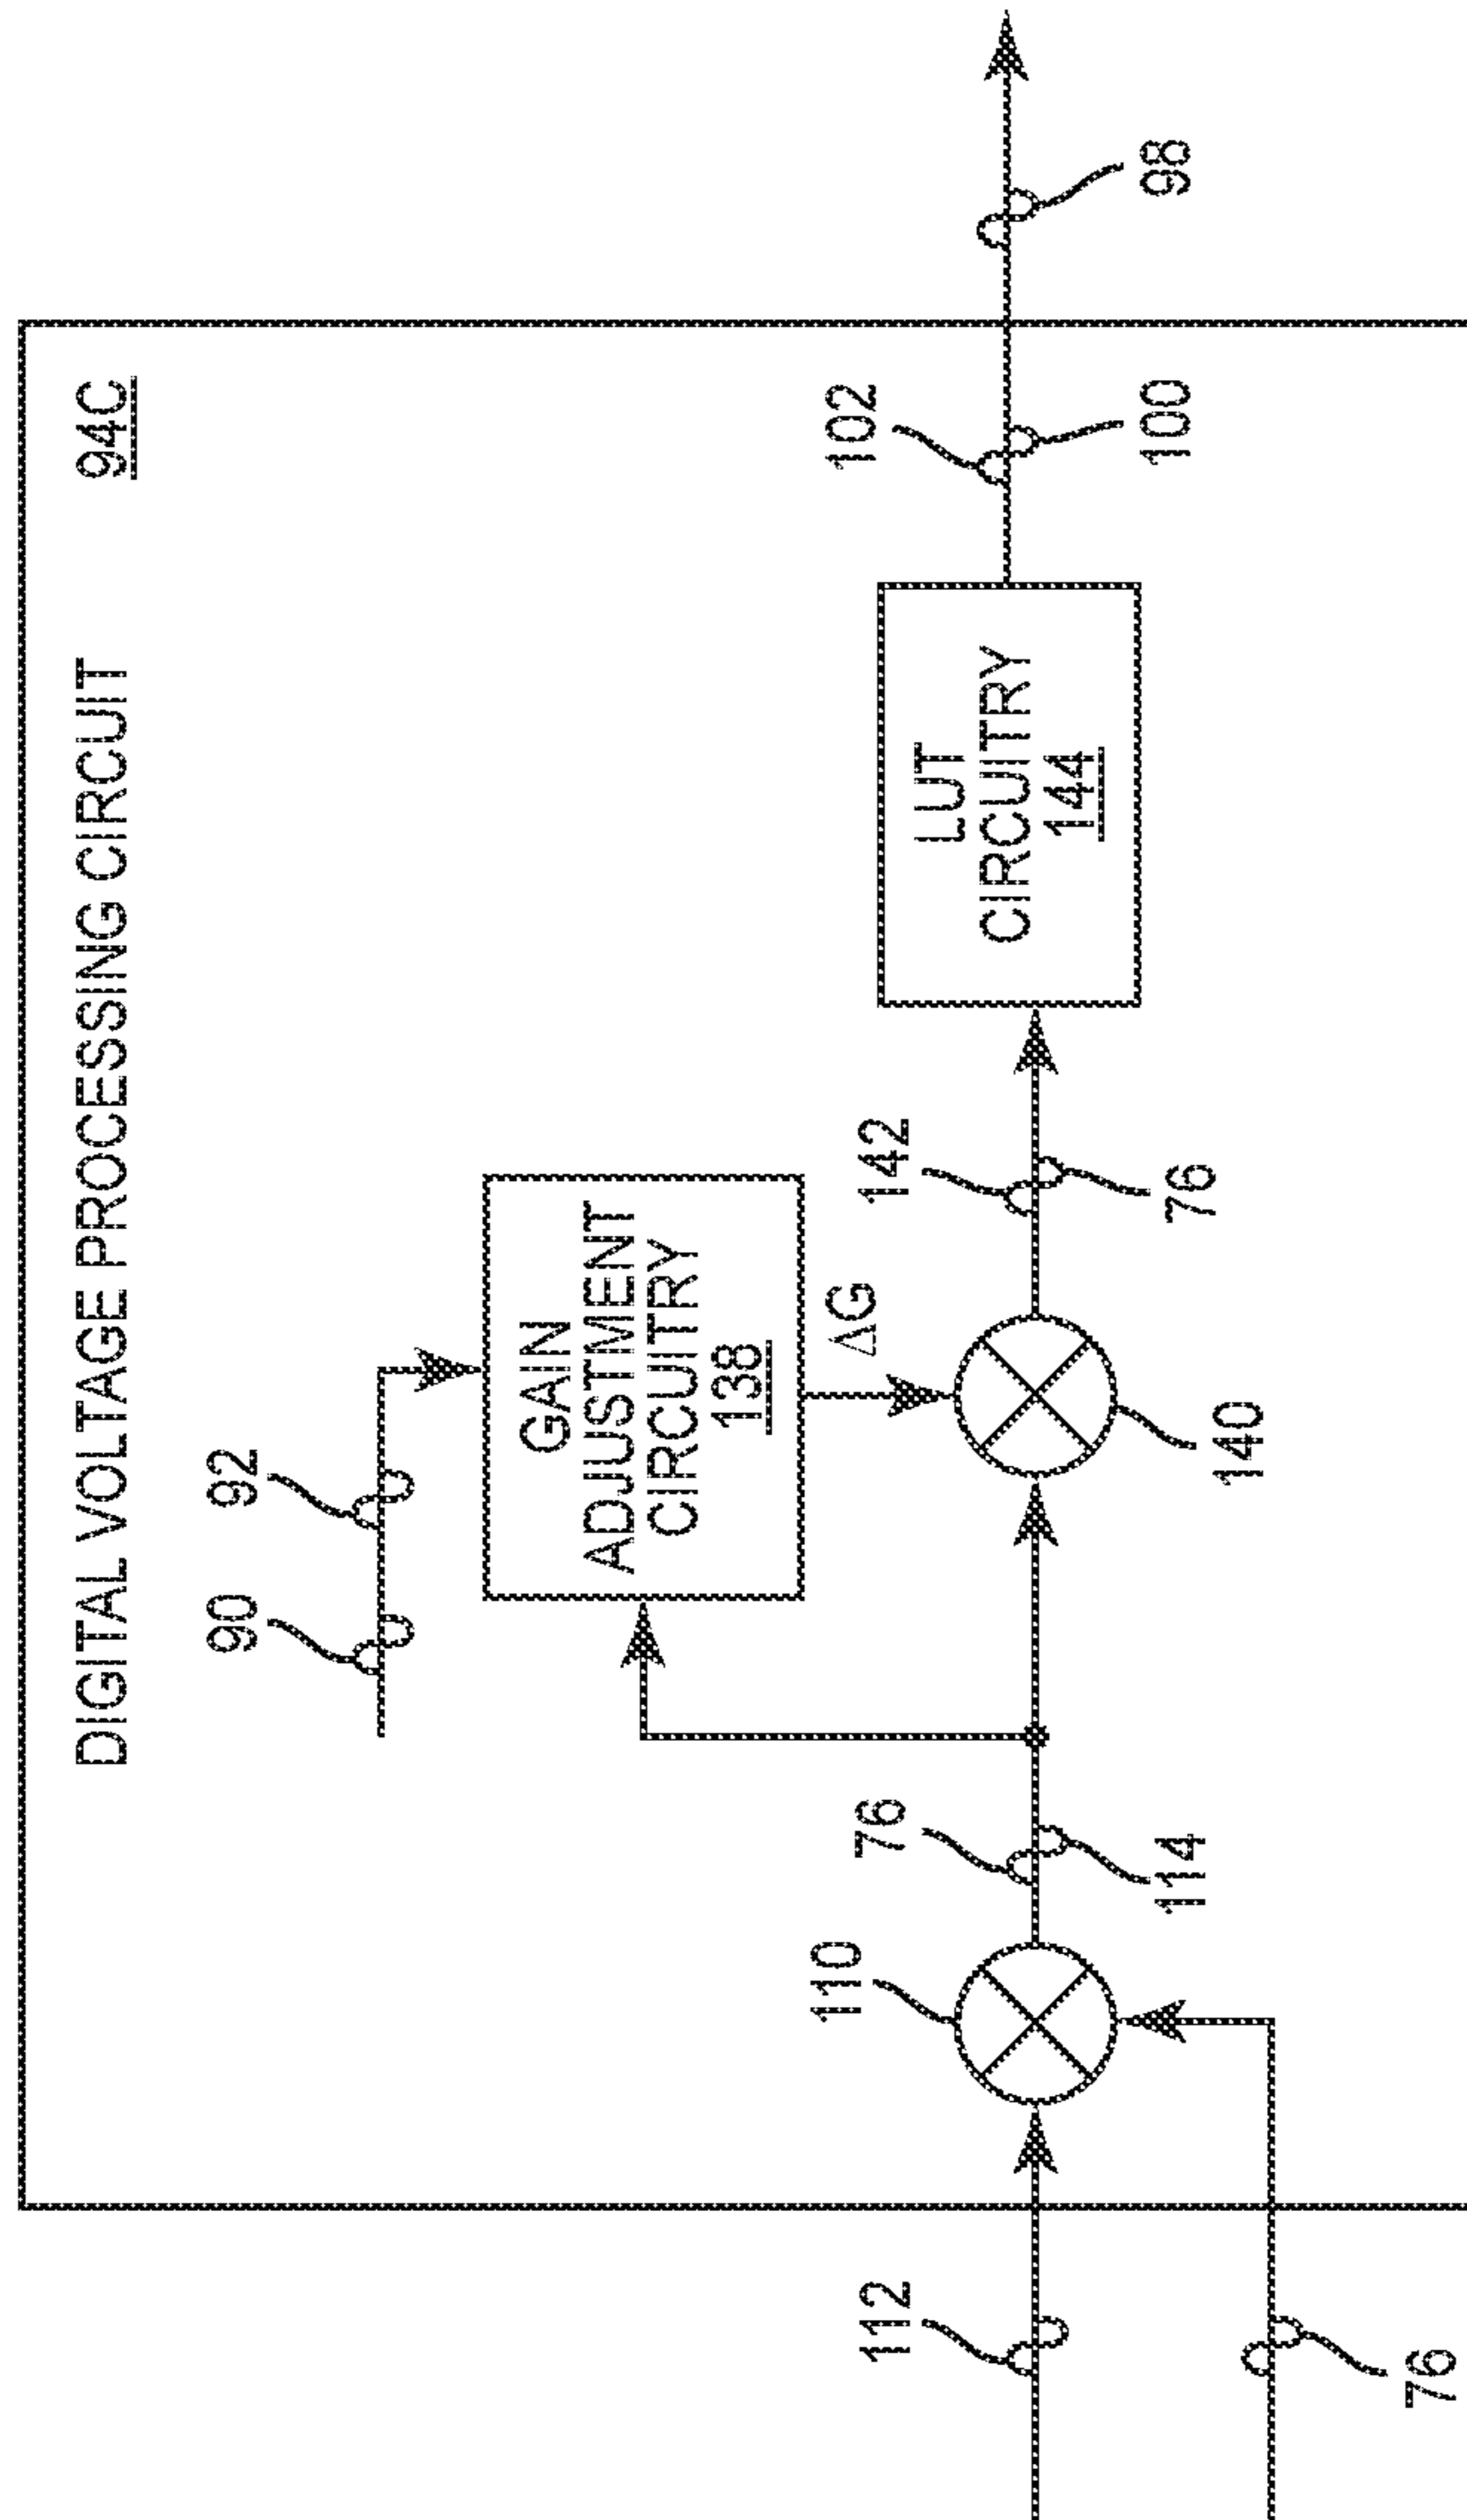 DIGITAL VOLTAGE PROCESSING CIRCUIT
94C
90
92
GAIN
ADJUSTMENT
CIRCUITRY
138
ΔG
112
110
76
142
102
LUT
CIRCUITRY
144
114
140
76
100
98
76